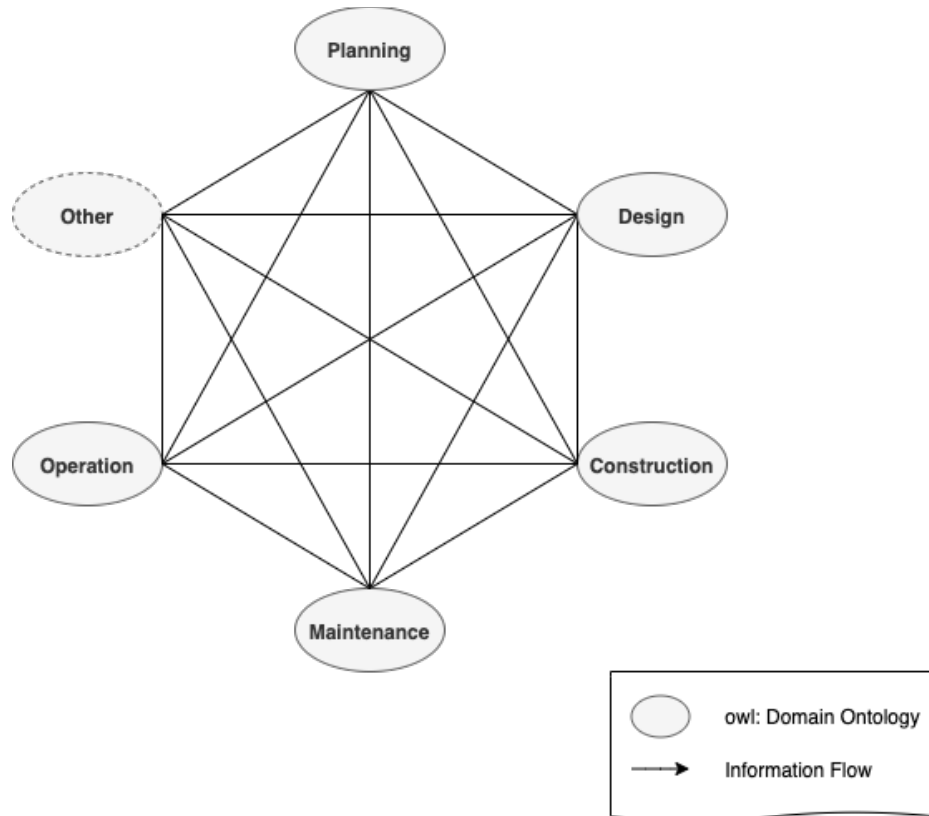 Planning
Other
Design
Operation
Construction
Maintenance
owl: Domain Ontology
Information Flow